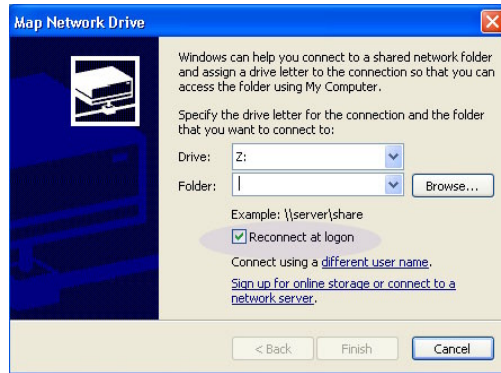 Map Network Drive
Windows can help you connect to a shared network folder
and assign a drive letter to the connection so that you can
access the folder using My Computer.
Specify the drive letter for the connection and the folder
that you want to connect to:
Drive: Z:
Folder: Browse...
Example: \\server\share
Reconnect at logon
Connect using a different user name.
Sign up for online storage or connect to a
network server.
< Back Finish Cancel